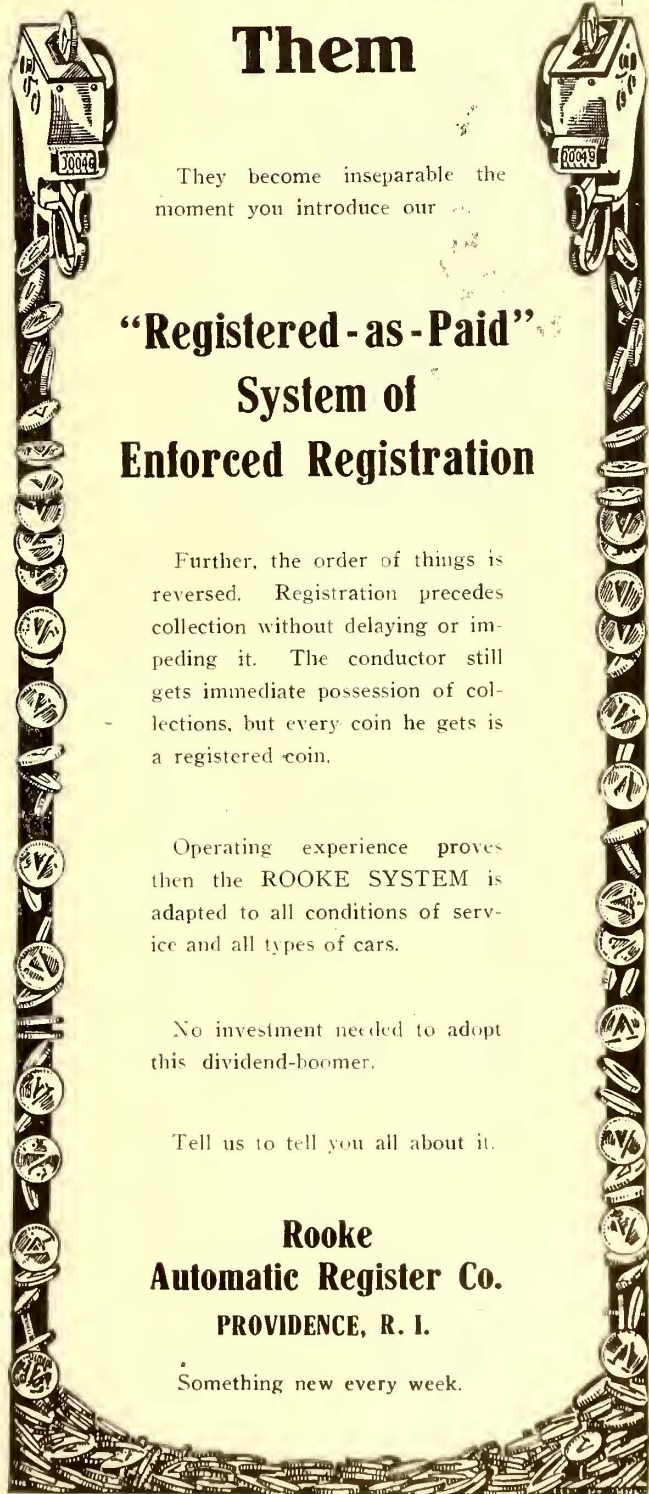 Them
They become inseparable the
moment you introduce our
“Registered-as-Paid”
System of
Enforced Registration
Further, the order of things is
reversed. Registration precedes
collection without delaying or im-
peding it. The conductor still
gets immediate possession of col-
lections, but every coin he gets is
a registered coin.
Operating experience proves
then the ROOKE SYSTEM is
adapted to all conditions of serv-
ice and all types of cars.
No investment needed to adopt
this dividend-boomer.
Tell us to tell you all about it.
Rooke
Automatic Register Co.
PROVIDENCE, R. I.
Something new every week.